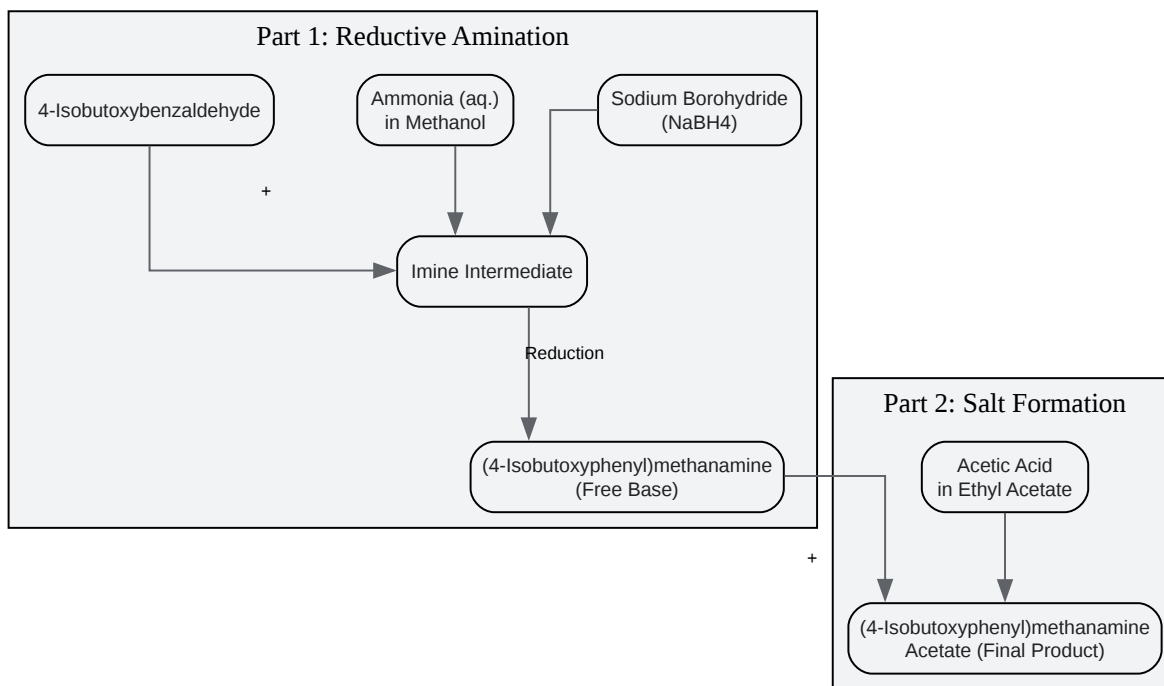 Part 1: Reductive Amination
4-Isobutoxybenzaldehyde
Ammonia (aq.)
in Methanol
Sodium Borohydride
(NaBH4)
+
Imine Intermediate
Reduction
(4-Isobutoxyphenyl)methanamine
(Free Base)
Part 2: Salt Formation
Acetic Acid
in Ethyl Acetate
+
(4-Isobutoxyphenyl)methanamine
Acetate (Final Product)